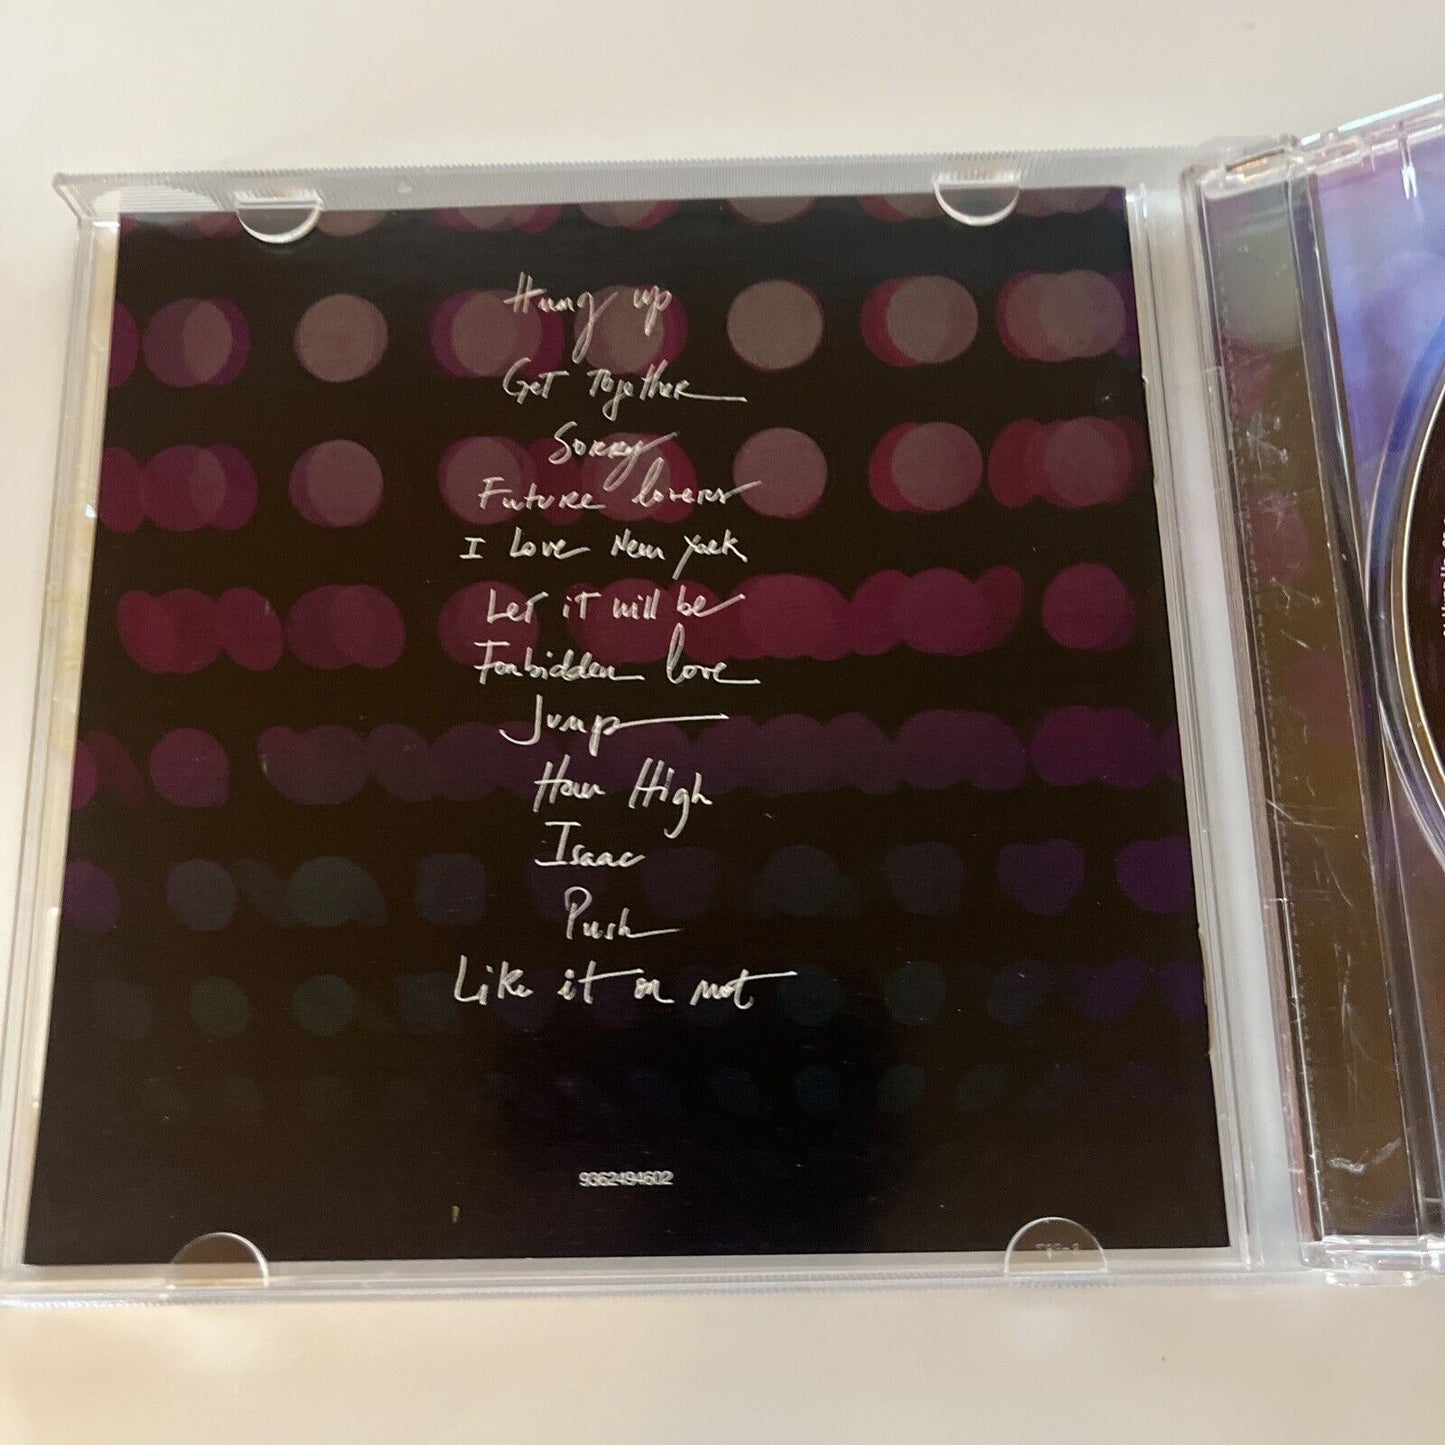 Hung up
Get Together
Sorry
Future lovers
I Love New York
Let it will be
Forbidden love
Jump
How High
Isaac
Push
Like it or not
9362494602